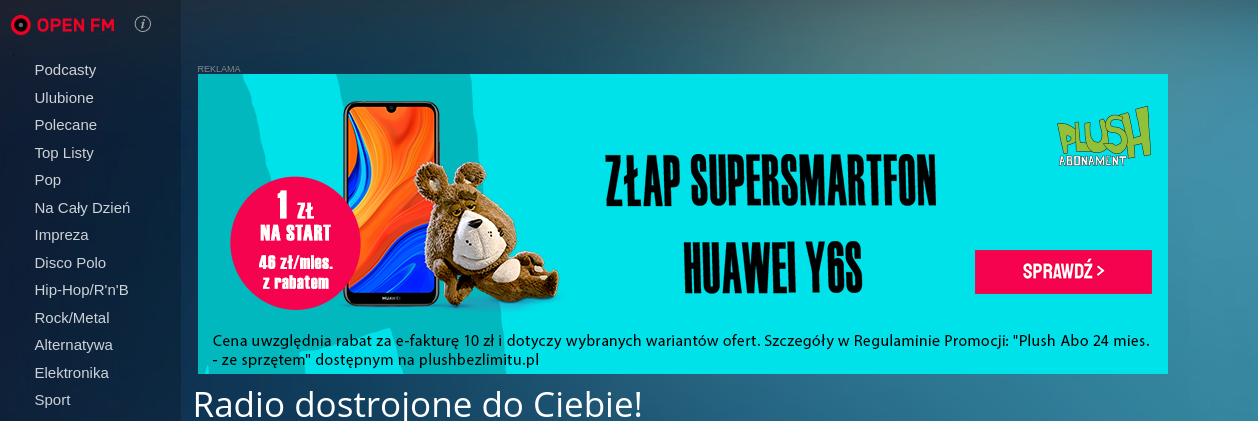 OPEN FM
Podcasty
Ulubione
Polecane
Top Listy
Pop
Na Cały Dzień
Impreza
Disco Polo
Hip-Hop/R'n'B
Rock/Metal
Alternatywa
Elektronika
Sport
REKLAMA
1 ZŁ
NA START
46 zł/mies.
z rabatem
HUAWEI
ZŁAP SUPERSMARTFON
HUAWEI Y6S
PLUSH
ABONAMENT
SPRAWDŹ >
Cena uwzględnia rabat za e-fakturę 10 zł i dotyczy wybranych wariantów ofert. Szczegóły w Regulaminie Promocji: "Plush Abo 24 mies.
- ze sprzętem" dostępnym na plushbezlimitu.pl
Radio dostrojone do Ciebie!